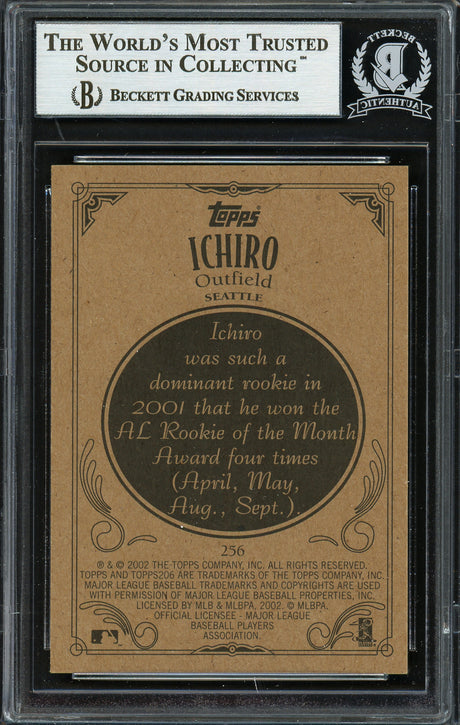 THE WORLD'S MOST TRUSTED
SOURCE IN COLLECTING℠
B BECKETT GRADING SERVICES
BECKETT
B
AUTHENTIC
TOPPS®
ICHIRO
Outfield
SEATTLE
Ichiro
was such a
dominant rookie in
2001 that he won the
AL Rookie of the Month
Award four times
(April, May,
Aug., Sept.).
256
® & © 2002 THE TOPPS COMPANY, INC. ALL RIGHTS RESERVED.
TOPPS AND TOPPS206 ARE TRADEMARKS OF THE TOPPS COMPANY, INC.
MAJOR LEAGUE BASEBALL TRADEMARKS AND COPYRIGHTS ARE USED
WITH PERMISSION OF MAJOR LEAGUE BASEBALL PROPERTIES, INC.
LICENSED BY MLB & MLBPA, 2002. © MLBPA.
OFFICIAL LICENSEE - MAJOR LEAGUE
BASEBALL PLAYERS
ASSOCIATION.